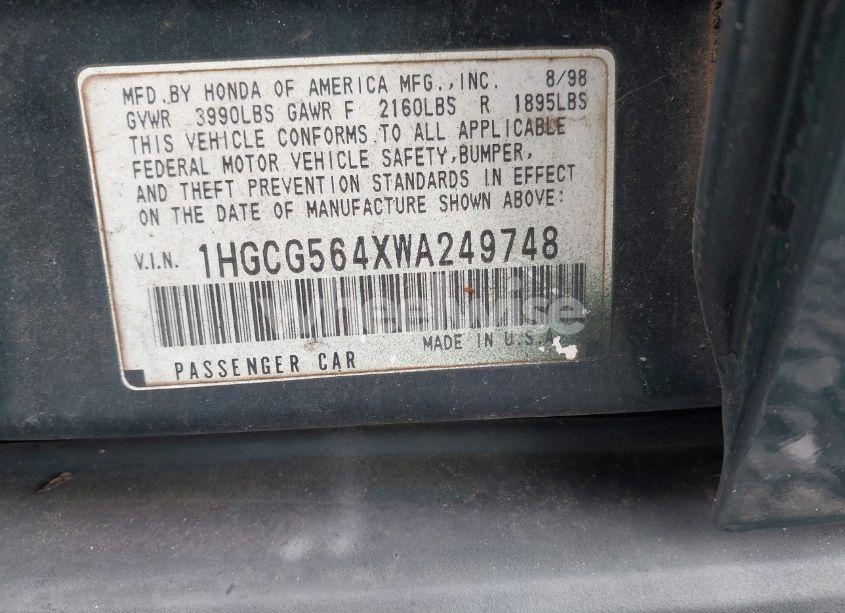 MFD.BY HONDA OF AMERICA MFG.,INC. 8/98
GVWR 3990LBS GAWR F 2160LBS R 1895LBS
THIS VEHICLE CONFORMS TO ALL APPLICABLE
FEDERAL MOTOR VEHICLE SAFETY,BUMPER,
AND THEFT PREVENTION STANDARDS IN EFFECT
ON THE DATE OF MANUFACTURE SHOWN ABOVE:
V.I.N. 1HGCG564XWA249748
wheelwise
MADE IN U.S.A
PASSENGER CAR